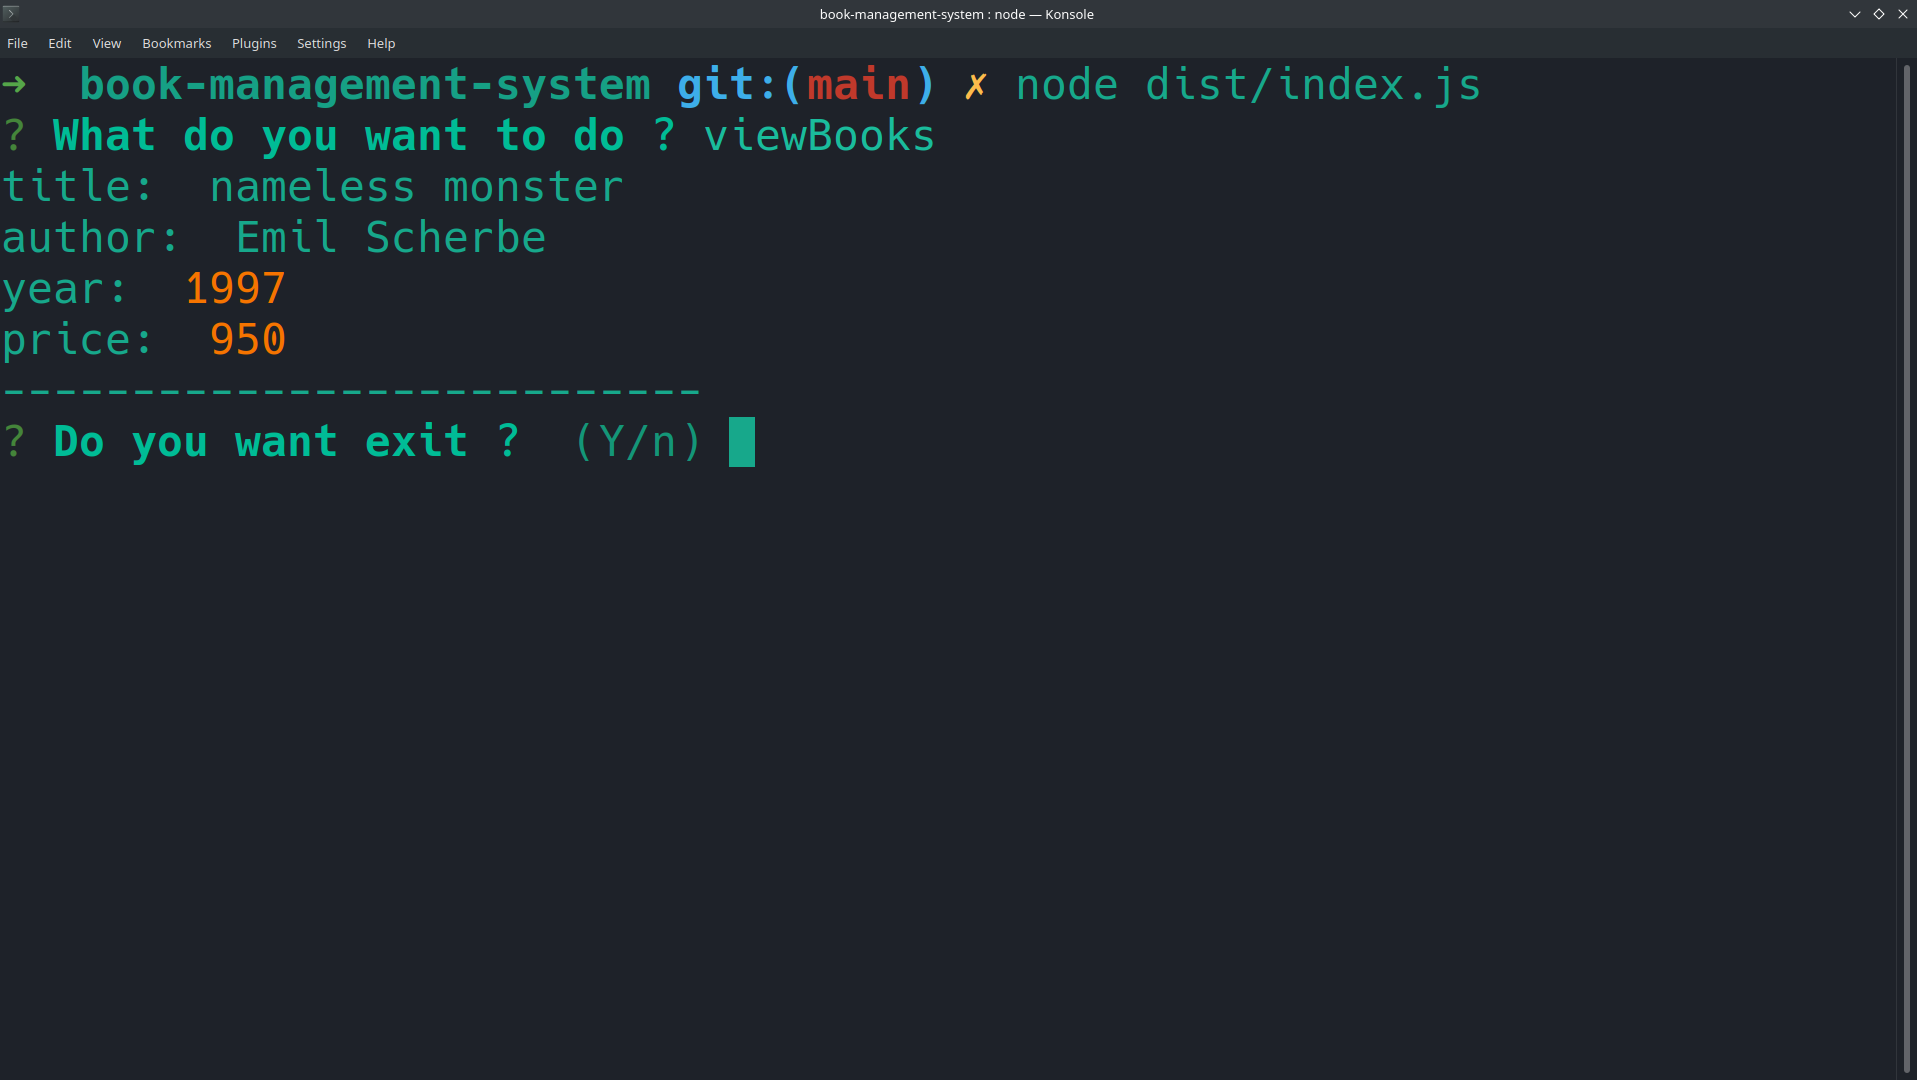 book-management-system : node — Konsole
File Edit View Bookmarks Plugins Settings Help
➜  book-management-system git:(main) ✗ node dist/index.js
? What do you want to do ? viewBooks
title:  nameless monster
author:  Emil Scherbe
year:  1997
price:  950
---------------------------
? Do you want exit ?  (Y/n)